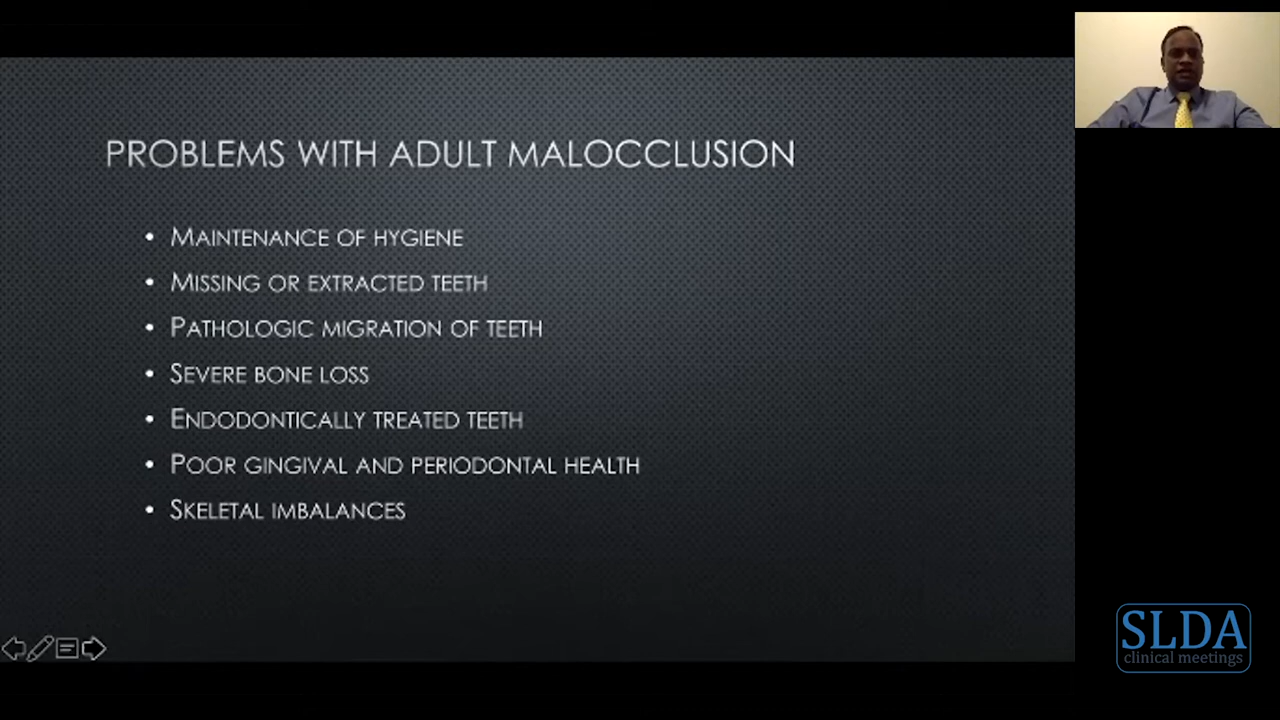 PROBLEMS WITH ADULT MALOCCLUSION
• MAINTENANCE OF HYGIENE
• MISSING OR EXTRACTED TEETH
• PATHOLOGIC MIGRATION OF TEETH
• SEVERE BONE LOSS
• ENDODONTICALLY TREATED TEETH
• POOR GINGIVAL AND PERIODONTAL HEALTH
• SKELETAL IMBALANCES
SLDA
clinical meetings